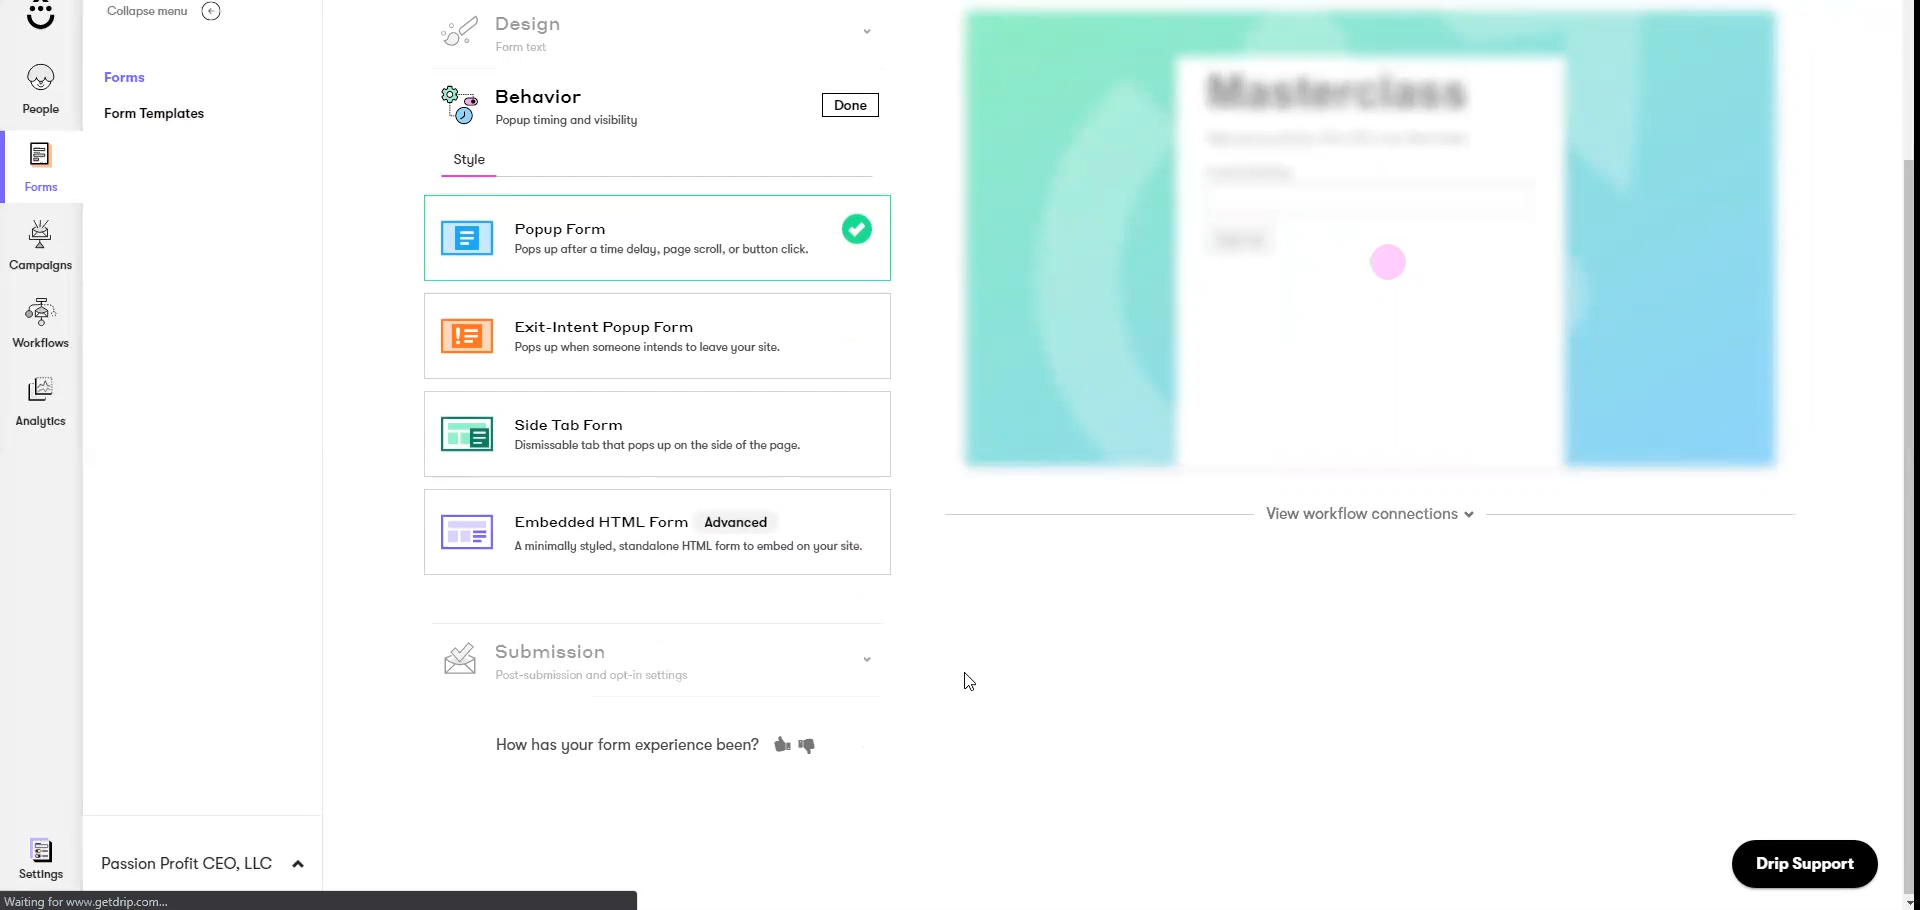 Collapse menu
People
Forms
Campaigns
Workflows
Analytics
Settings
Forms
Form Templates
Passion Profit CEO, LLC
Design
Form text
Behavior
Popup timing and visibility
Done
Style
Popup Form
Pops up after a time delay, page scroll, or button click.
Exit-Intent Popup Form
Pops up when someone intends to leave your site.
Side Tab Form
Dismissable tab that pops up on the side of the page.
Embedded HTML Form Advanced
A minimally styled, standalone HTML form to embed on your site.
Submission
Post-submission and opt-in settings
How has your form experience been?
Masterclass
View workflow connections
Drip Support
Waiting for www.getdrip.com...